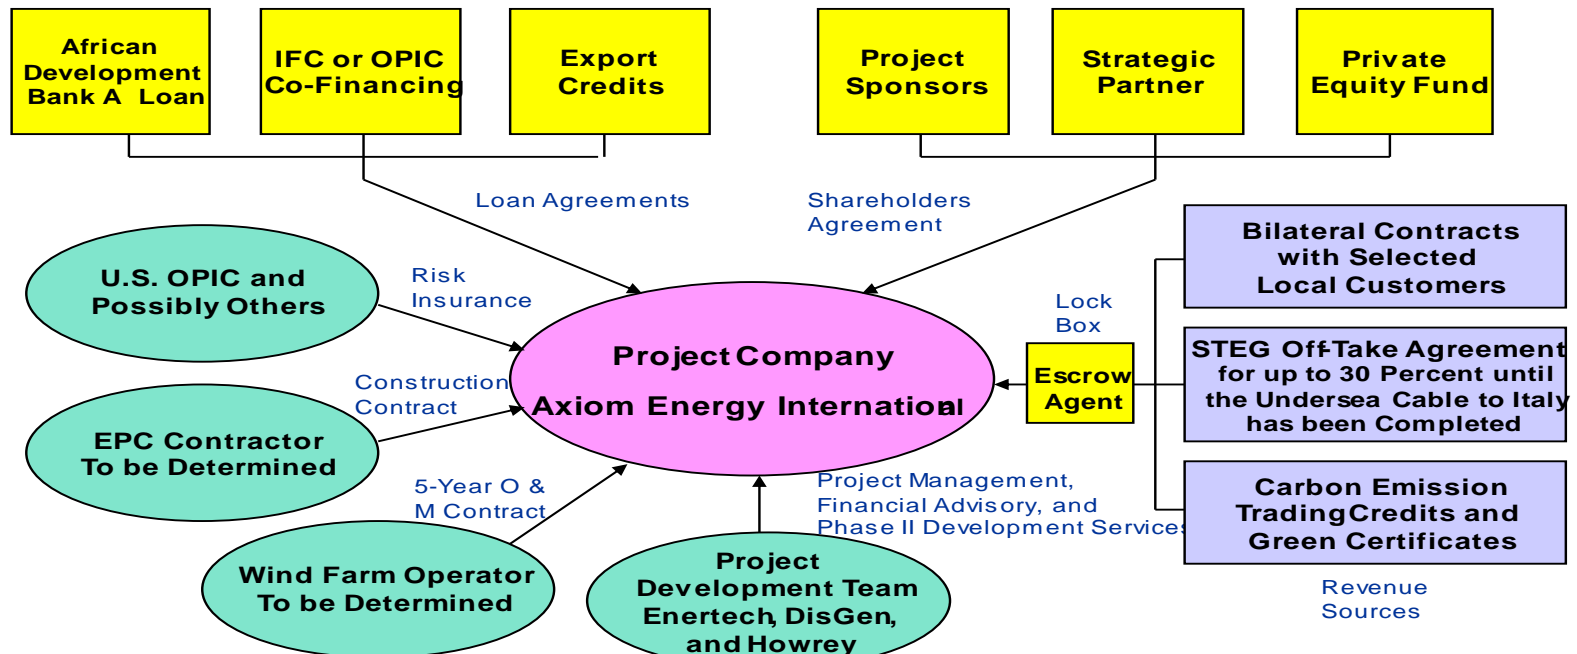 African
Development
Bank A Loan
IFC or OPIC
Co-Financing
Export
Credits
Project
Sponsors
Strategic
Partner
Private
Equity Fund
Loan Agreements
Shareholders
Agreement
U.S. OPIC and
Possibly Others
Risk
Insurance
Bilateral Contracts
with Selected
Local Customers
Lock
Box
Project Company
Axiom Energy International
Escrow
Agent
STEG Off-Take Agreement
for up to 30 Percent until
the Undersea Cable to Italy
has been Completed
Construction
Contract
EPC Contractor
To be Determined
5-Year O &
M Contract
Project Management,
Financial Advisory, and
Phase II Development Services
Carbon Emission
Trading Credits and
Green Certificates
Wind Farm Operator
To be Determined
Project
Development Team
Enertech, DisGen,
and Howrey
Revenue
Sources